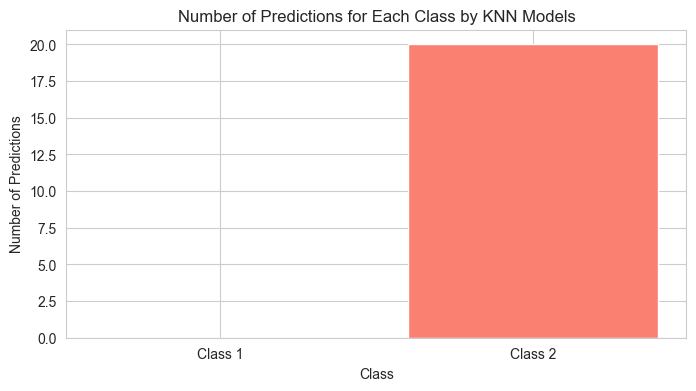 Number of Predictions for Each Class by KNN Models
Number of Predictions
20.0
17.5
15.0
12.5
10.0
7.5
5.0
2.5
0.0
Class 1
Class 2
Class